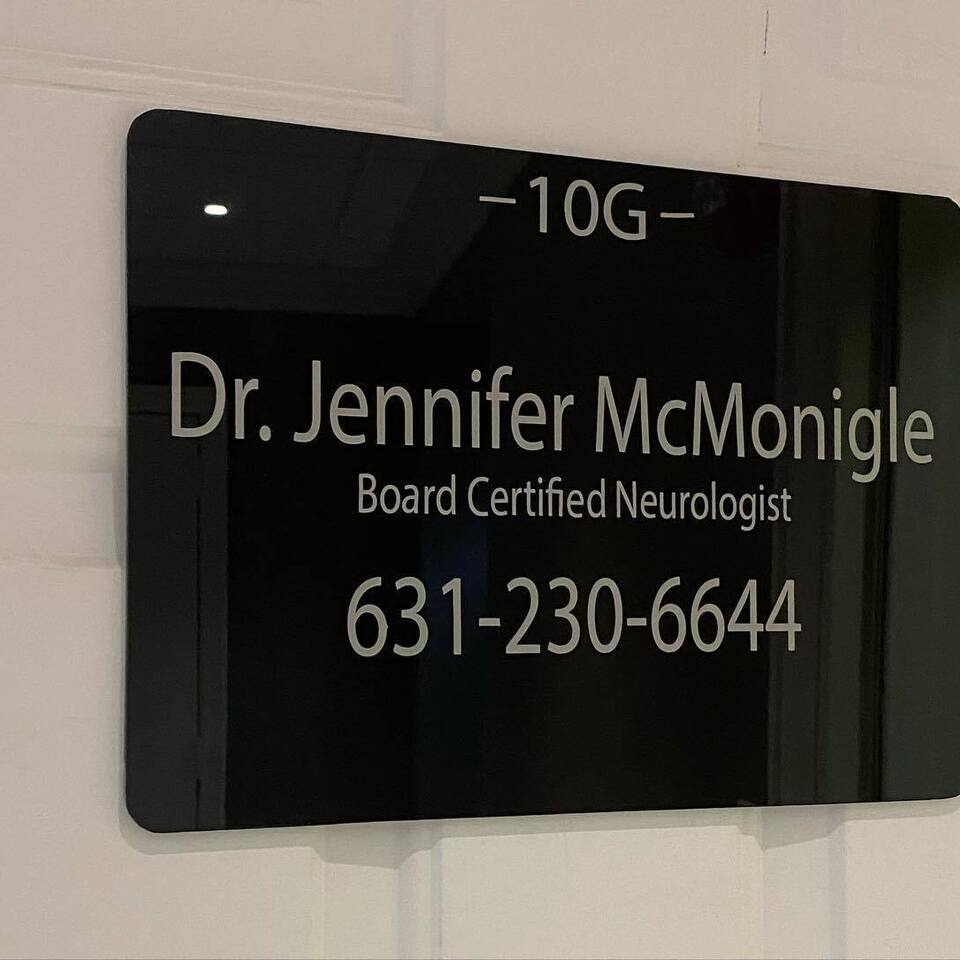 -10G-
Dr. Jennifer McMonigle
Board Certified Neurologist
631-230-6644